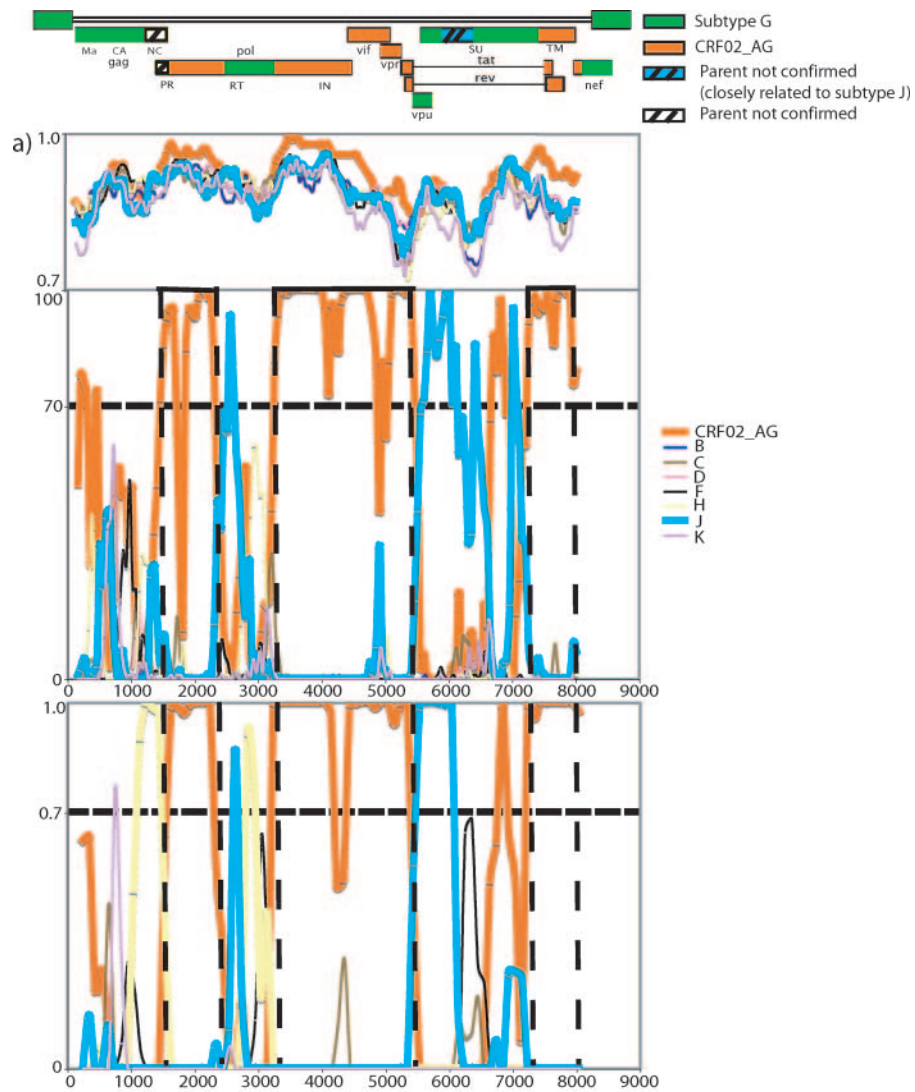 Subtype G
CRF02_AG
Parent not confirmed
(closely related to subtype J)
Parent not confirmed
Ma CA NC pol vif SU TM
gag vpr tat
PR RT IN rev nef
vpu
a)
1.0
0.7
100
70
0
0 1000 2000 3000 4000 5000 6000 7000 8000 9000
CRF02_AG
B
C
D
F
H
J
K
1.0
0.7
0
0 1000 2000 3000 4000 5000 6000 7000 8000 9000